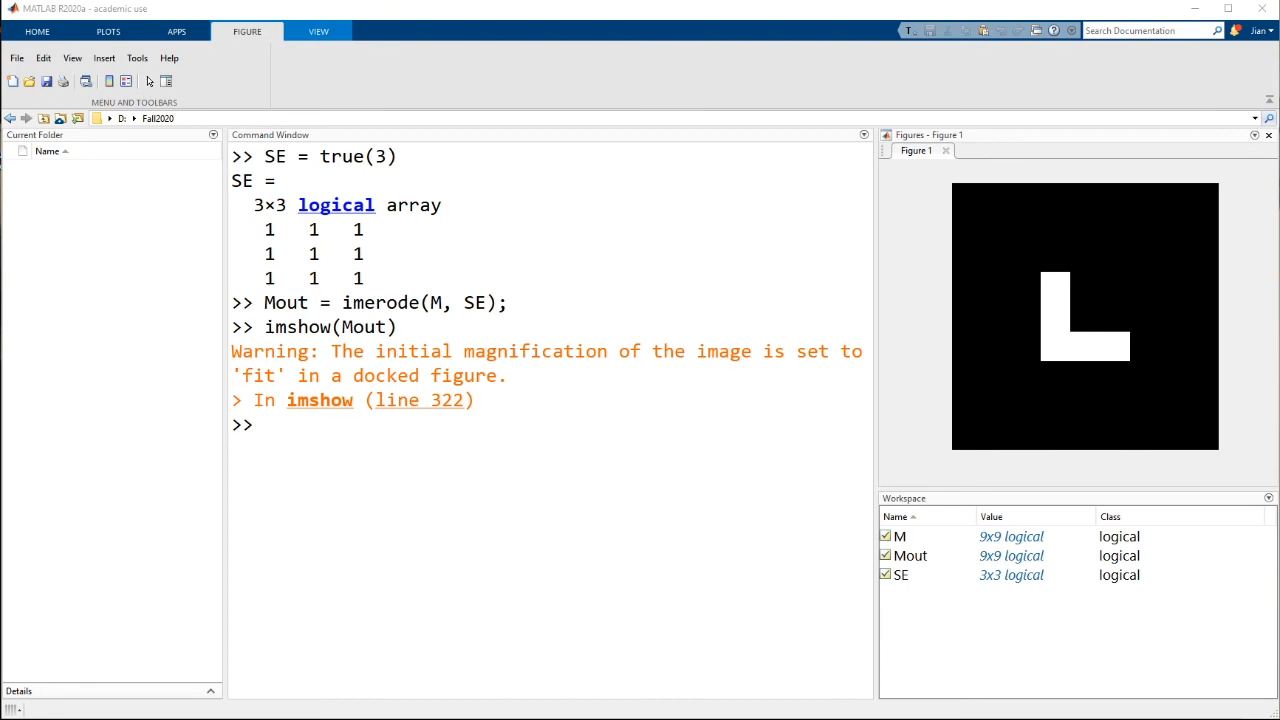 MATLAB R2020a - academic use
HOME PLOTS APPS FIGURE VIEW
Search Documentation
Jian
File Edit View Insert Tools Help
MENU AND TOOLBARS
D: Fall2020
Current Folder
Name
Details
Command Window
>> SE = true(3)
SE =
3×3 logical array
1 1 1
1 1 1
1 1 1
>> Mout = imerode(M, SE);
>> imshow(Mout)
Warning: The initial magnification of the image is set to
'fit' in a docked figure.
> In imshow (line 322)
>>
Figures - Figure 1
Figure 1
Workspace
Name Value Class
M 9x9 logical logical
Mout 9x9 logical logical
SE 3x3 logical logical